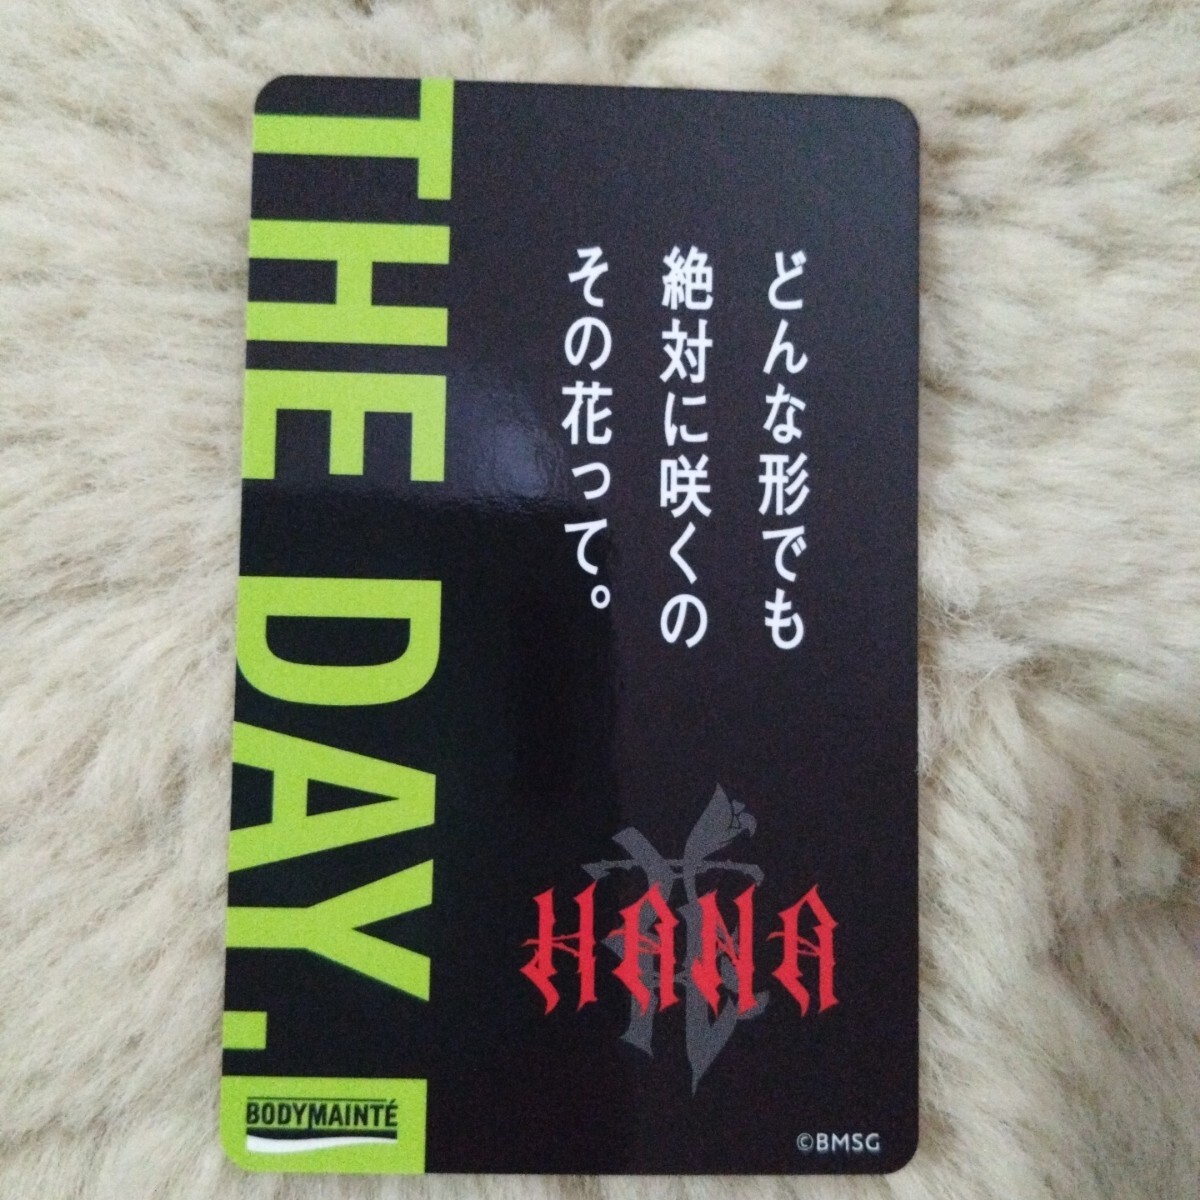 THE DAY.
どんな形でも
絶対に咲くの
その花って。
花
HANA
BODYMAINTÉ
©BMSG